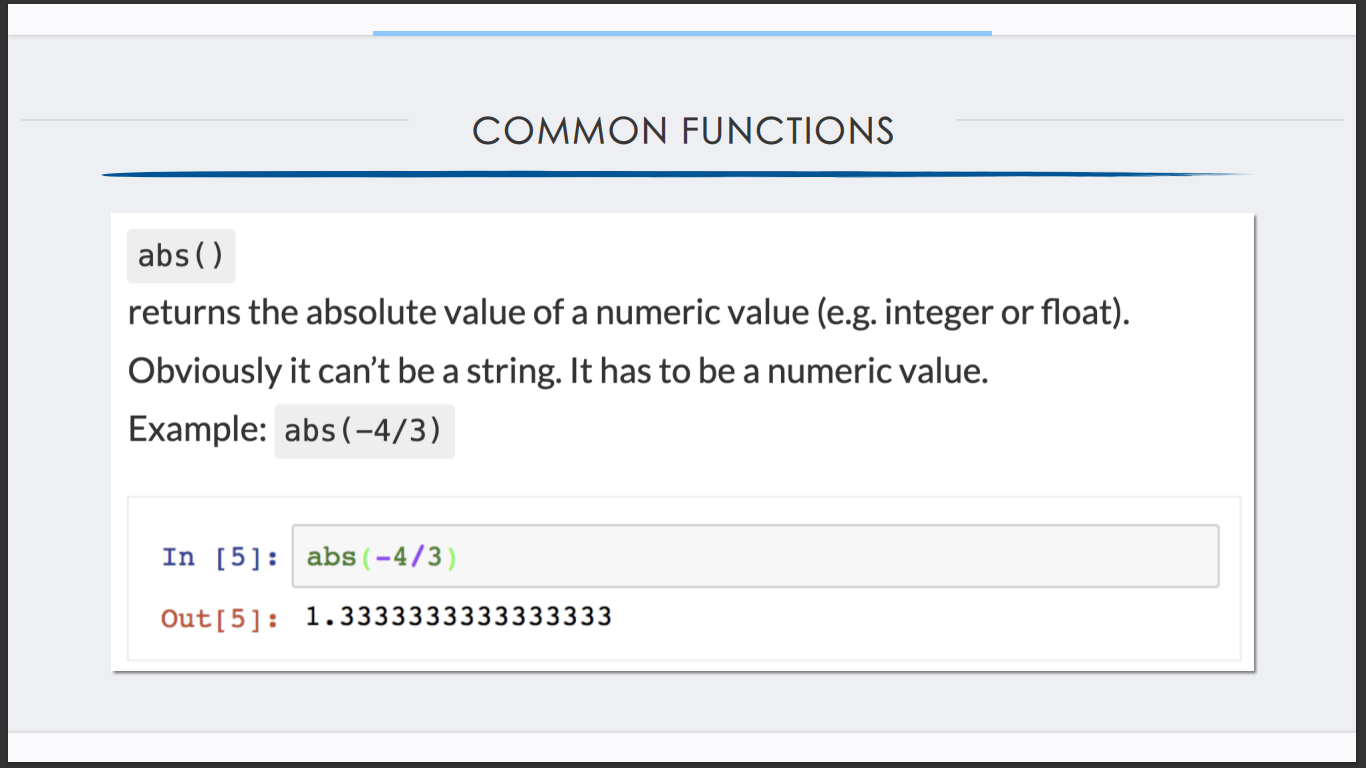 COMMON FUNCTIONS
abs()
returns the absolute value of a numeric value (e.g. integer or float).
Obviously it can’t be a string. It has to be a numeric value.
Example: abs(−4/3)
In [5]: abs(-4/3)
Out[5]: 1.3333333333333333